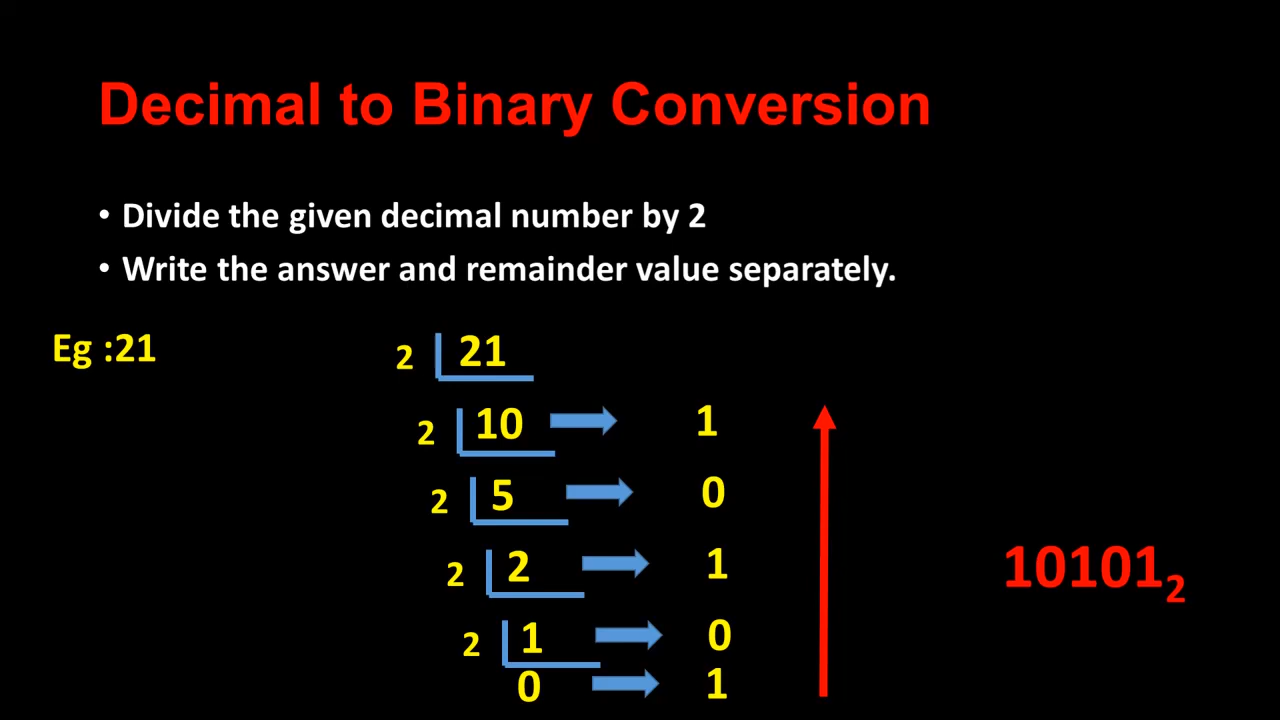 Decimal to Binary Conversion
• Divide the given decimal number by 2
• Write the answer and remainder value separately.
Eg :21 2 21
2 10 1
2 5 0
2 2 1
10101₂
2 1 0
0 1